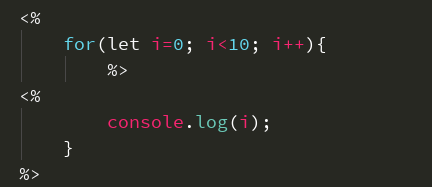 <%
    for(let i=0; i<10; i++){
        %>
<%
        console.log(i);
    }
%>